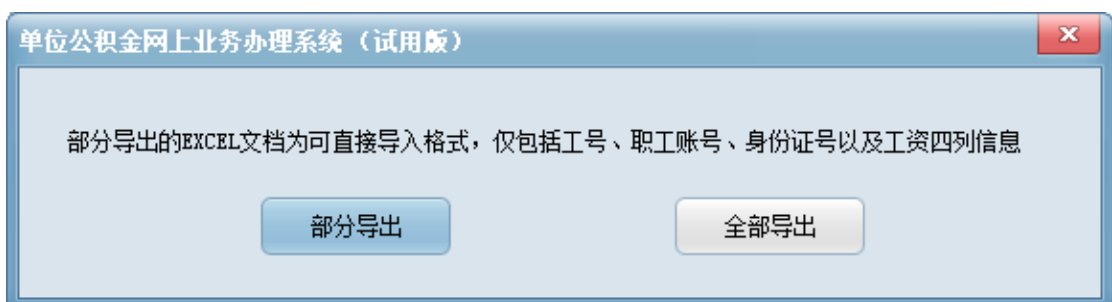 单位公积金网上业务办理系统（试用版）
部分导出的EXCEL文档为可直接导入格式，仅包括工号、职工账号、身份证号以及工资四列信息
部分导出
全部导出